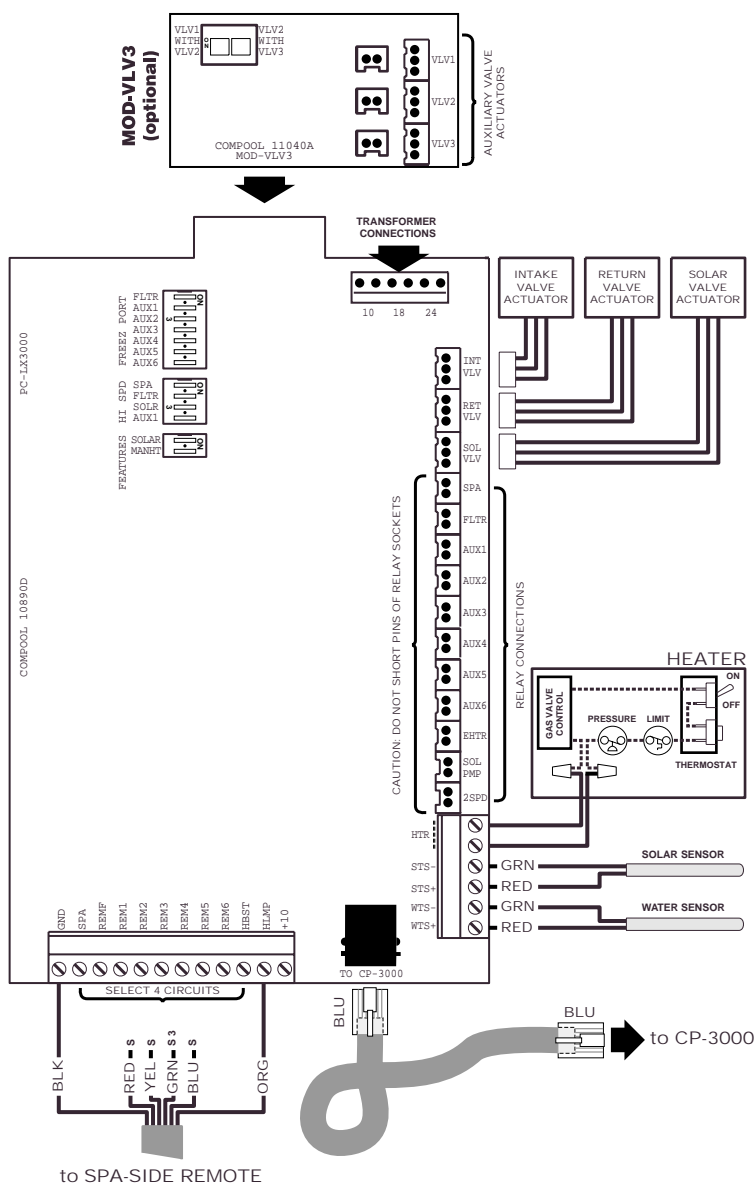 MOD-VLV3
(optional)
VLV1
WITH
VLV2
ON
VLV2
WITH
VLV3
VLV1
VLV2
VLV3
COMPOOL 11040A
MOD-VLV3
AUXILIARY VALVE
ACTUATORS
TRANSFORMER
CONNECTIONS
10 18 24
INTAKE
VALVE
ACTUATOR
RETURN
VALVE
ACTUATOR
SOLAR
VALVE
ACTUATOR
PC-LX3000
COMPOOL 10890D
FREEZ PORT
FLTR
AUX1
AUX2
AUX3
AUX4
AUX5
AUX6
ON
3
HI SPD
SPA
FLTR
SOLR
AUX1
ON
3
FEATURES
SOLAR
MANHT
ON
INT
VLV
RET
VLV
SOL
VLV
SPA
FLTR
AUX1
AUX2
AUX3
AUX4
AUX5
AUX6
EHTR
SOL
PMP
2SPD
CAUTION: DO NOT SHORT PINS OF RELAY SOCKETS
RELAY CONNECTIONS
HEATER
GAS VALVE
CONTROL
PRESSURE
LIMIT
ON
OFF
THERMOSTAT
HTR
STS-
STS+
WTS-
WTS+
GRN
RED
GRN
RED
SOLAR SENSOR
WATER SENSOR
GND
SPA
REMF
REM1
REM2
REM3
REM4
REM5
REM6
HBST
HLMP
+10
SELECT 4 CIRCUITS
TO CP-3000
BLU
BLU
to CP-3000
BLK
RED S
YEL S
GRN S 3
BLU S
ORG
to SPA-SIDE REMOTE